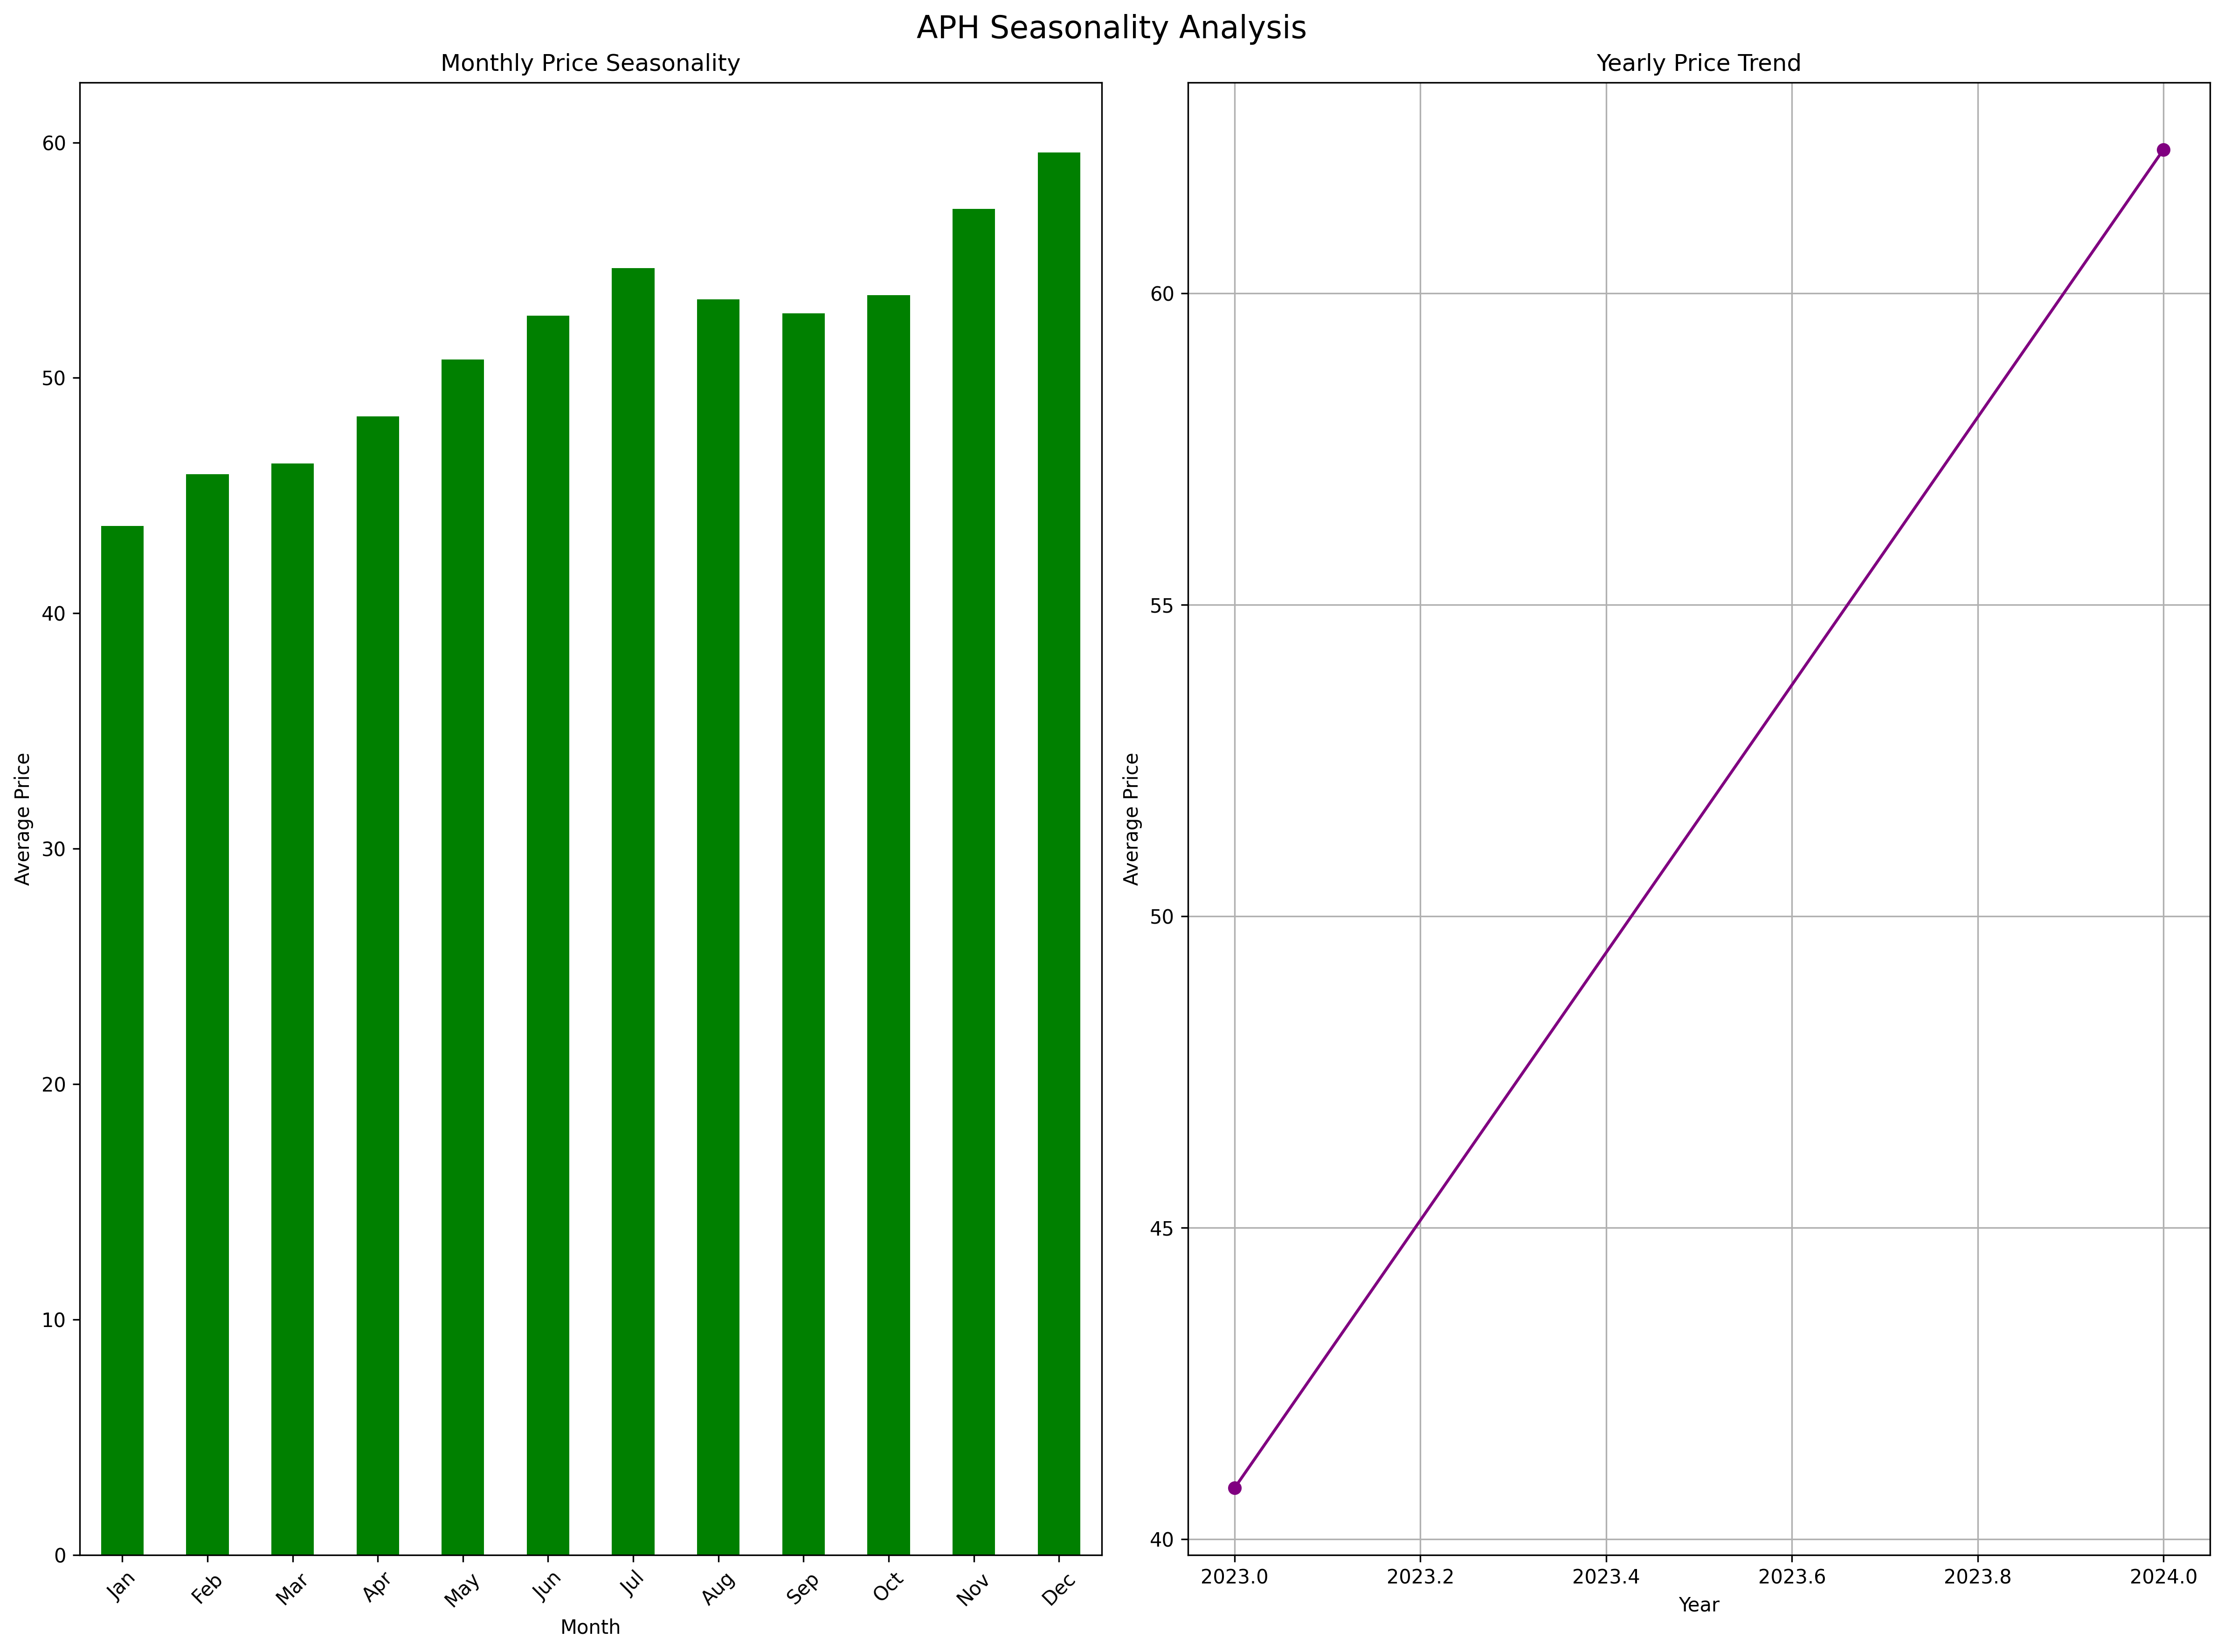 APH Seasonality Analysis
Monthly Price Seasonality
60
50
40
30
20
10
0
Average Price
Jan
Feb
Mar
Apr
May
Jun
Jul
Aug
Sep
Oct
Nov
Dec
Month
Yearly Price Trend
60
55
50
45
40
Average Price
2023.0
2023.2
2023.4
2023.6
2023.8
2024.0
Year